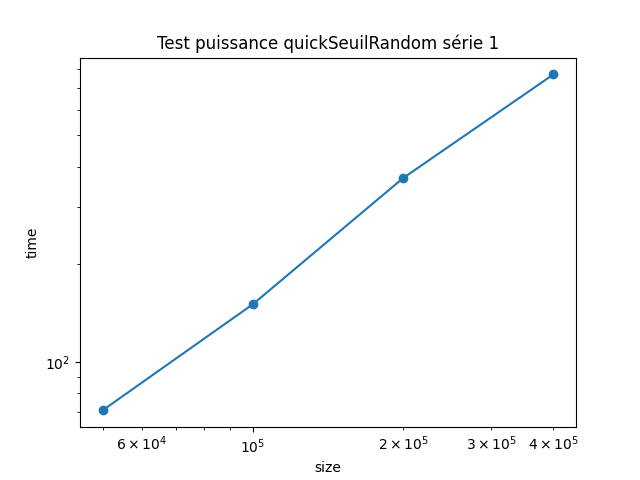 Test puissance quickSeuilRandom série 1
time
10²
6 × 10⁴
10⁵
2 × 10⁵
3 × 10⁵
4 × 10⁵
size